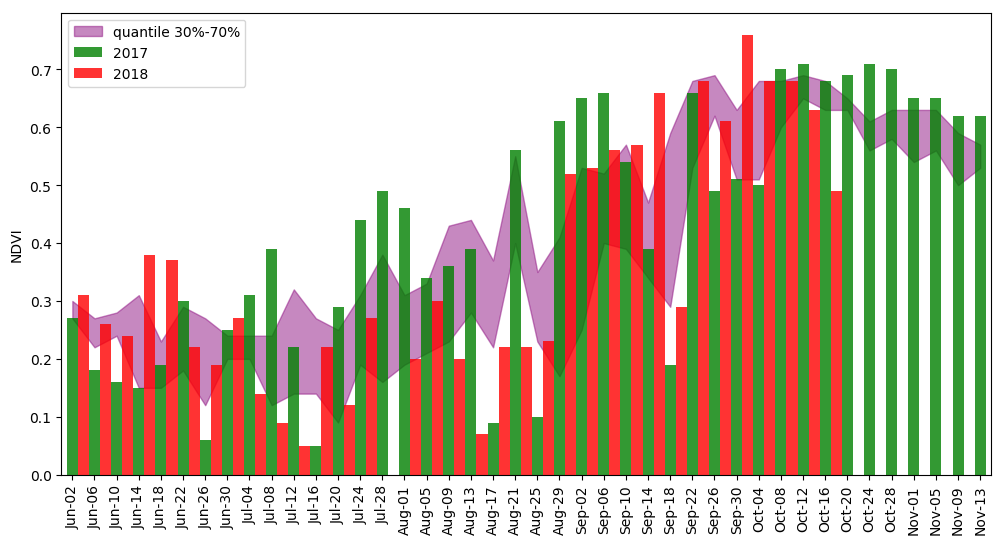 quantile 30%-70%
2017
2018
NDVI
0.7
0.6
0.5
0.4
0.3
0.2
0.1
0.0
Jun-02
Jun-06
Jun-10
Jun-14
Jun-18
Jun-22
Jun-26
Jun-30
Jul-04
Jul-08
Jul-12
Jul-16
Jul-20
Jul-24
Jul-28
Aug-01
Aug-05
Aug-09
Aug-13
Aug-17
Aug-21
Aug-25
Aug-29
Sep-02
Sep-06
Sep-10
Sep-14
Sep-18
Sep-22
Sep-26
Sep-30
Oct-04
Oct-08
Oct-12
Oct-16
Oct-20
Oct-24
Oct-28
Nov-01
Nov-05
Nov-09
Nov-13